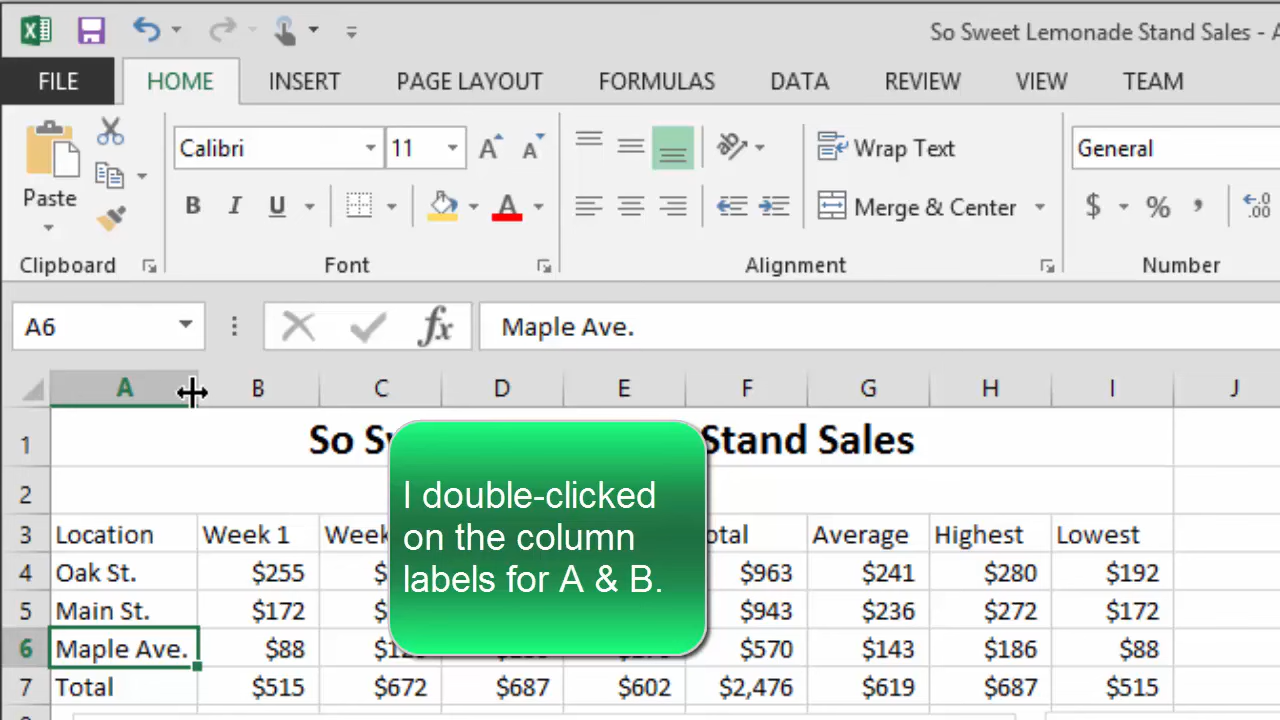 So Sweet Lemonade Stand Sales -
FILE HOME INSERT PAGE LAYOUT FORMULAS DATA REVIEW VIEW TEAM
Calibri 11 A A Wrap Text General
Paste B I U A Merge & Center $ % , .0 .00
Clipboard Font Alignment Number
A6 fx Maple Ave.
A B C D E F G H I J
1 So Stand Sales
2
3 Location Week 1 Average Highest Lowest
4 Oak St. $255 $963 $241 $280 $192
5 Main St. $172 $943 $236 $272 $172
6 Maple Ave. $88 $570 $143 $186 $88
7 Total $515 $672 $687 $602 $2,476 $619 $687 $515
I double-clicked
on the column
labels for A & B.